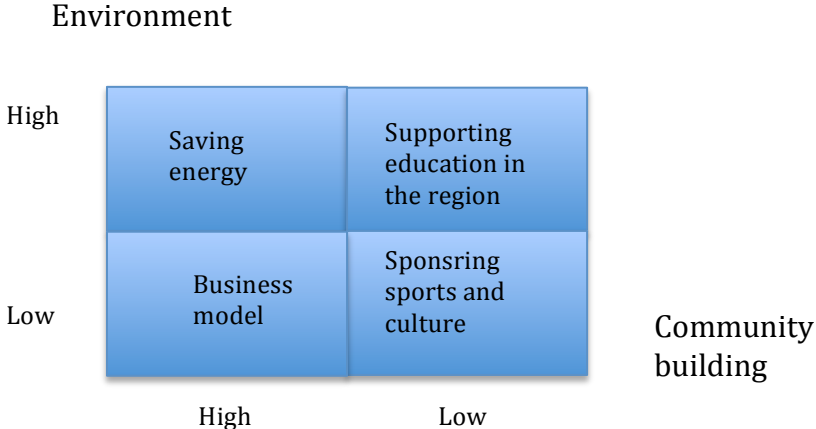 Environment
High
Saving
energy
Supporting
education in
the region
Low
Business
model
Sponsring
sports and
culture
Community
building
High
Low